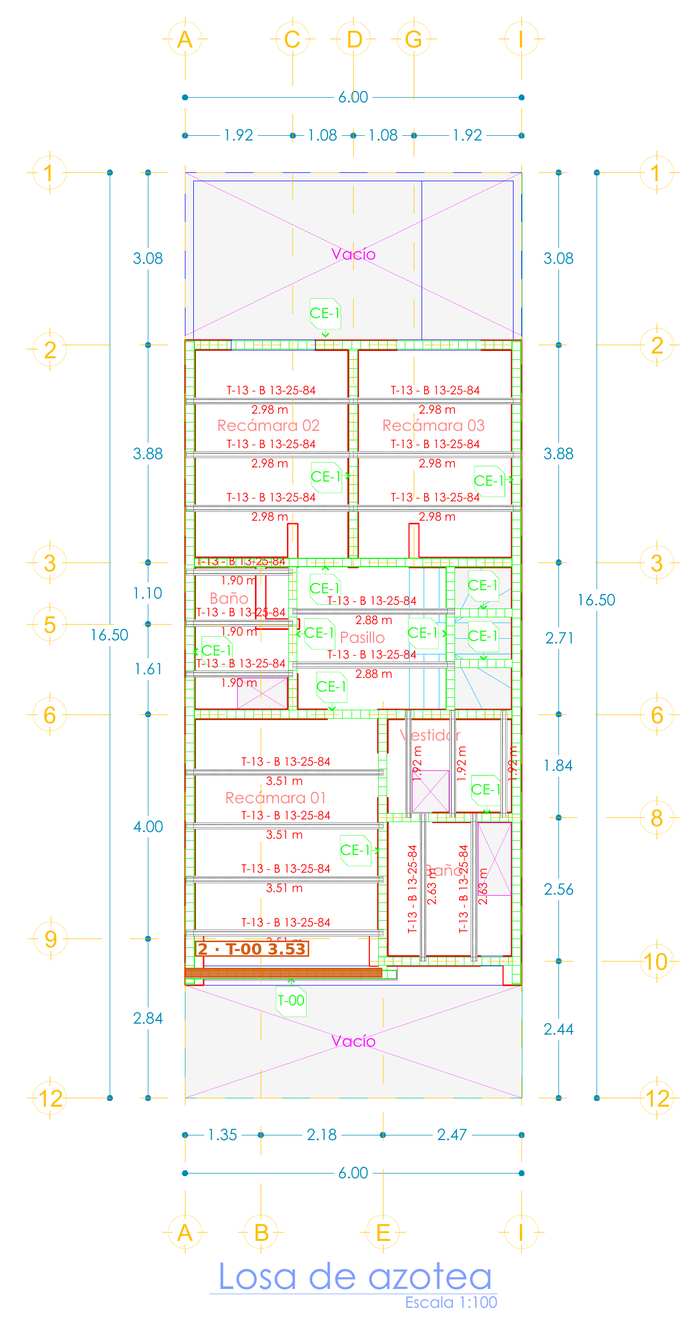 A C D G I
6.00
1.92 1.08 1.08 1.92
1 1
3.08 Vacío 3.08
CE-1
2 2
T-13 - B 13-25-84 T-13 - B 13-25-84
2.98 m 2.98 m
Recámara 02 Recámara 03
T-13 - B 13-25-84 T-13 - B 13-25-84
3.88 3.88
2.98 m 2.98 m
CE-1 CE-1
T-13 - B 13-25-84 T-13 - B 13-25-84
2.98 m 2.98 m
3 3
T-13 - B 13-25-84
1.90 m CE-1 CE-1
1.10 Baño T-13 - B 13-25-84 16.50
T-13 - B 13-25-84
2.88 m
5
16.50 1.90 m CE-1 Pasillo CE-1 CE-1 2.71
CE-1 T-13 - B 13-25-84
T-13 - B 13-25-84
1.61 2.88 m
1.90 m CE-1
6 6
Vestidor
T-13 - B 13-25-84 1.92 m 1.92 m 1.92 m 1.84
3.51 m
Recámara 01 CE-1
T-13 - B 13-25-84 8
4.00
3.51 m
CE-1
T-13 - B 13-25-84 Baño
3.51 m
T-13 - B 13-25-84 2.63 m T-13 - B 13-25-84 2.63 m 2.56
T-13 - B 13-25-84
3.51 m
9 2 · T-00 3.53
10
T-00
2.84 2.44
Vacío
12 12
1.35 2.18 2.47
6.00
A B E I
Losa de azotea
Escala 1:100